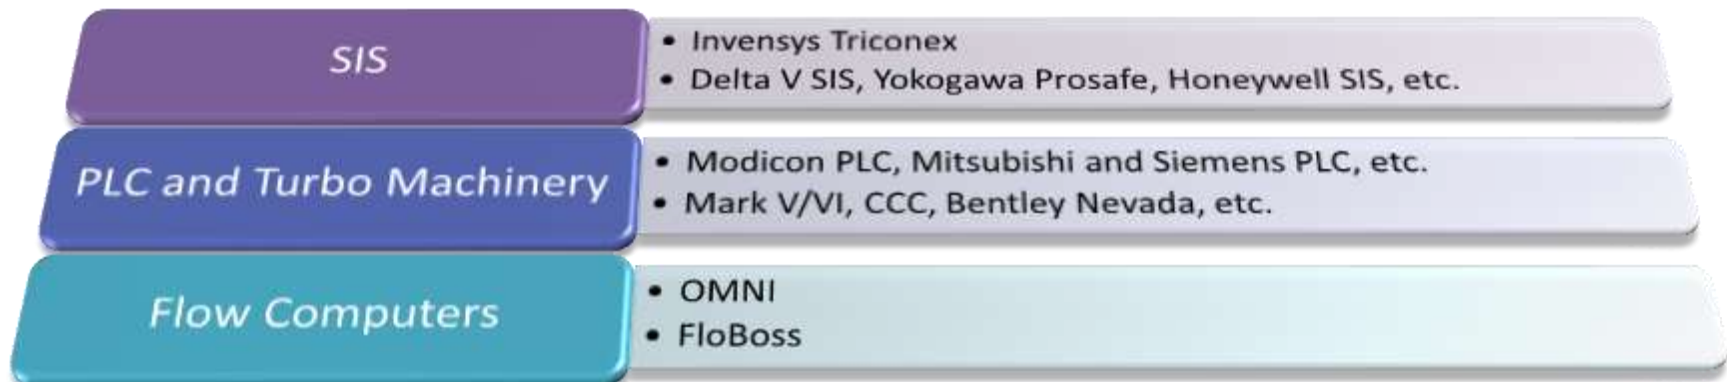 SIS
• Invensys Triconex
• Delta V SIS, Yokogawa Prosafe, Honeywell SIS, etc.
PLC and Turbo Machinery
• Modicon PLC, Mitsubishi and Siemens PLC, etc.
• Mark V/VI, CCC, Bentley Nevada, etc.
Flow Computers
• OMNI
• FloBoss